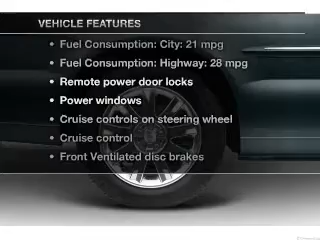 VEHICLE FEATURES
• Fuel Consumption: City: 21 mpg
• Fuel Consumption: Highway: 28 mpg
• Remote power door locks
• Power windows
• Cruise controls on steering wheel
• Cruise control
• Front Ventilated disc brakes